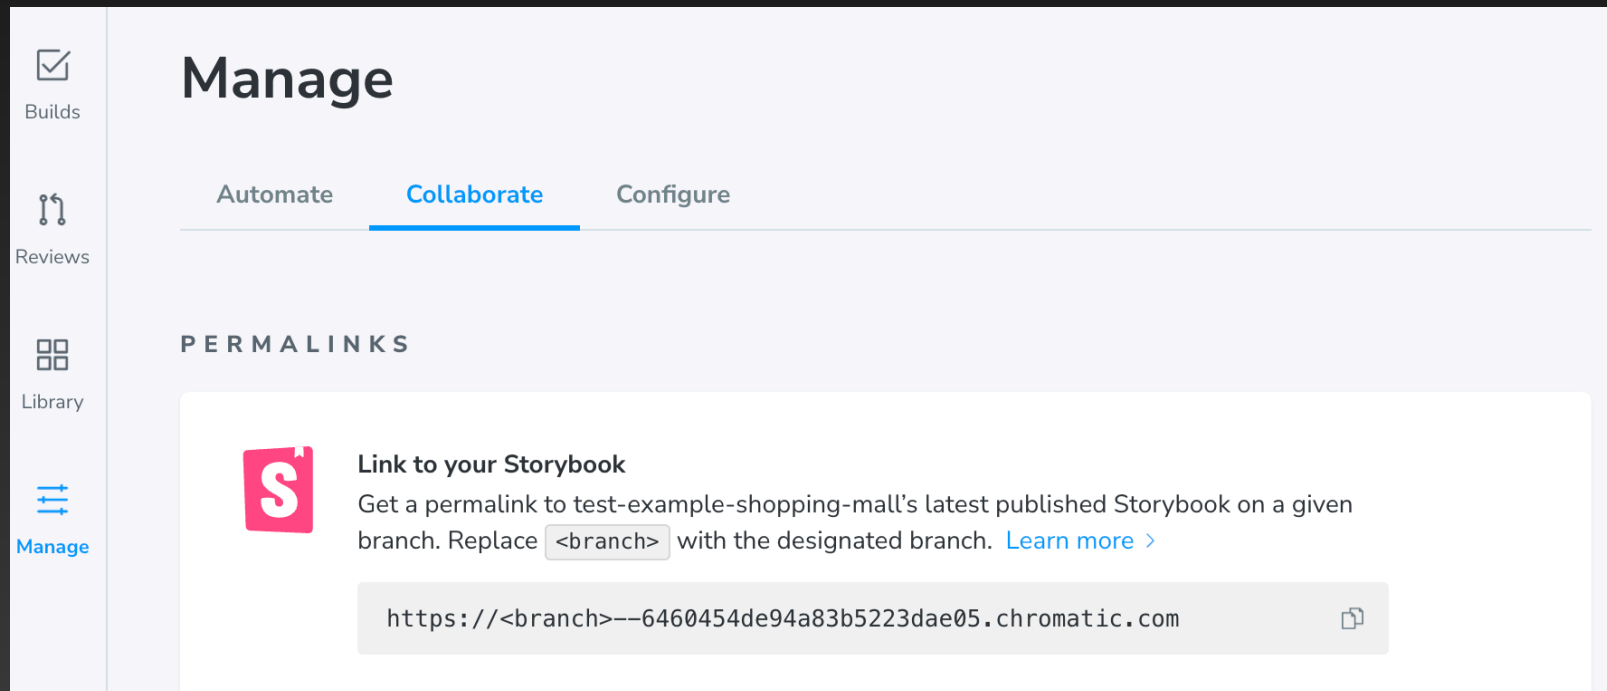 Manage
Builds
Automate
Collaborate
Configure
Reviews
PERMALINKS
Library
S
Link to your Storybook
Get a permalink to test-example-shopping-mall’s latest published Storybook on a given
branch. Replace <branch> with the designated branch. Learn more >
Manage
https://<branch>--6460454de94a83b5223dae05.chromatic.com